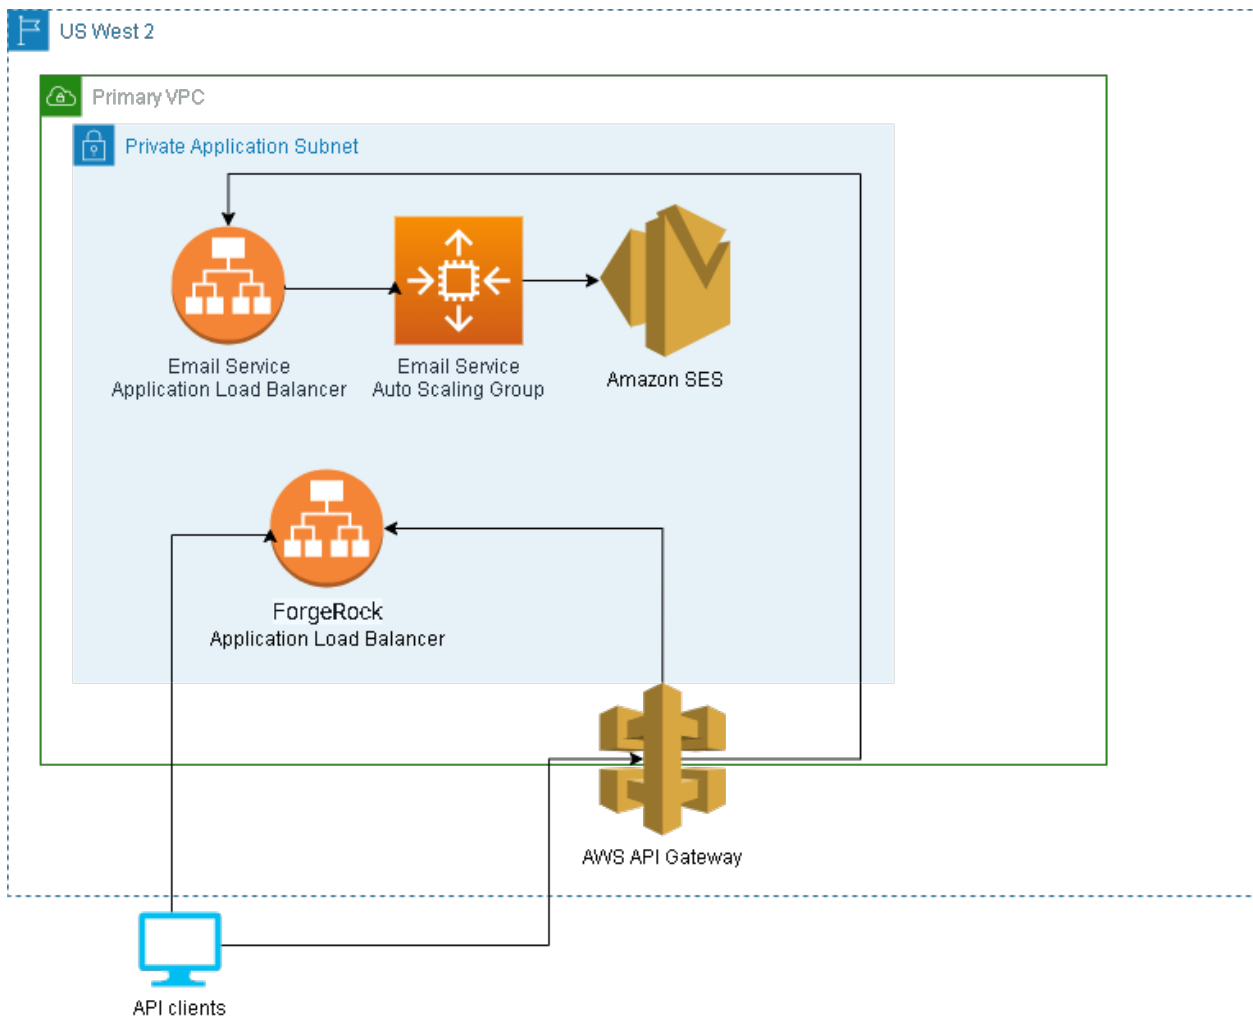 US West 2
Primary VPC
Private Application Subnet
Email Service
Application Load Balancer
Email Service
Auto Scaling Group
Amazon SES
ForgeRock
Application Load Balancer
AWS API Gateway
API clients